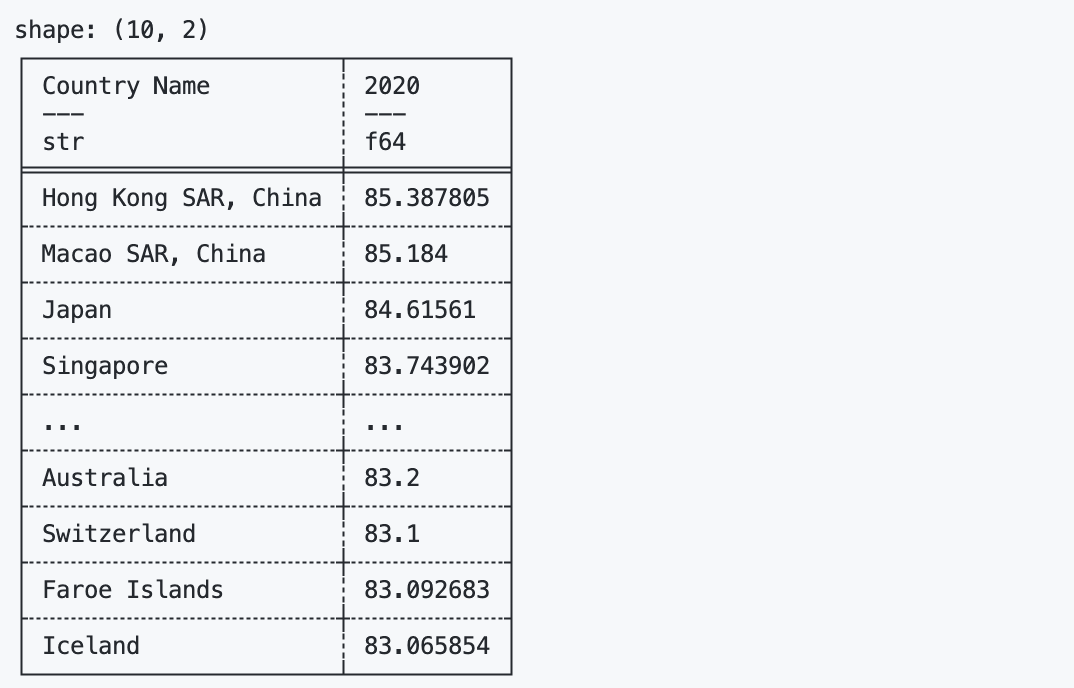 shape: (10, 2)
Country Name 2020
--- ---
str f64
Hong Kong SAR, China 85.387805
Macao SAR, China 85.184
Japan 84.61561
Singapore 83.743902
... ...
Australia 83.2
Switzerland 83.1
Faroe Islands 83.092683
Iceland 83.065854